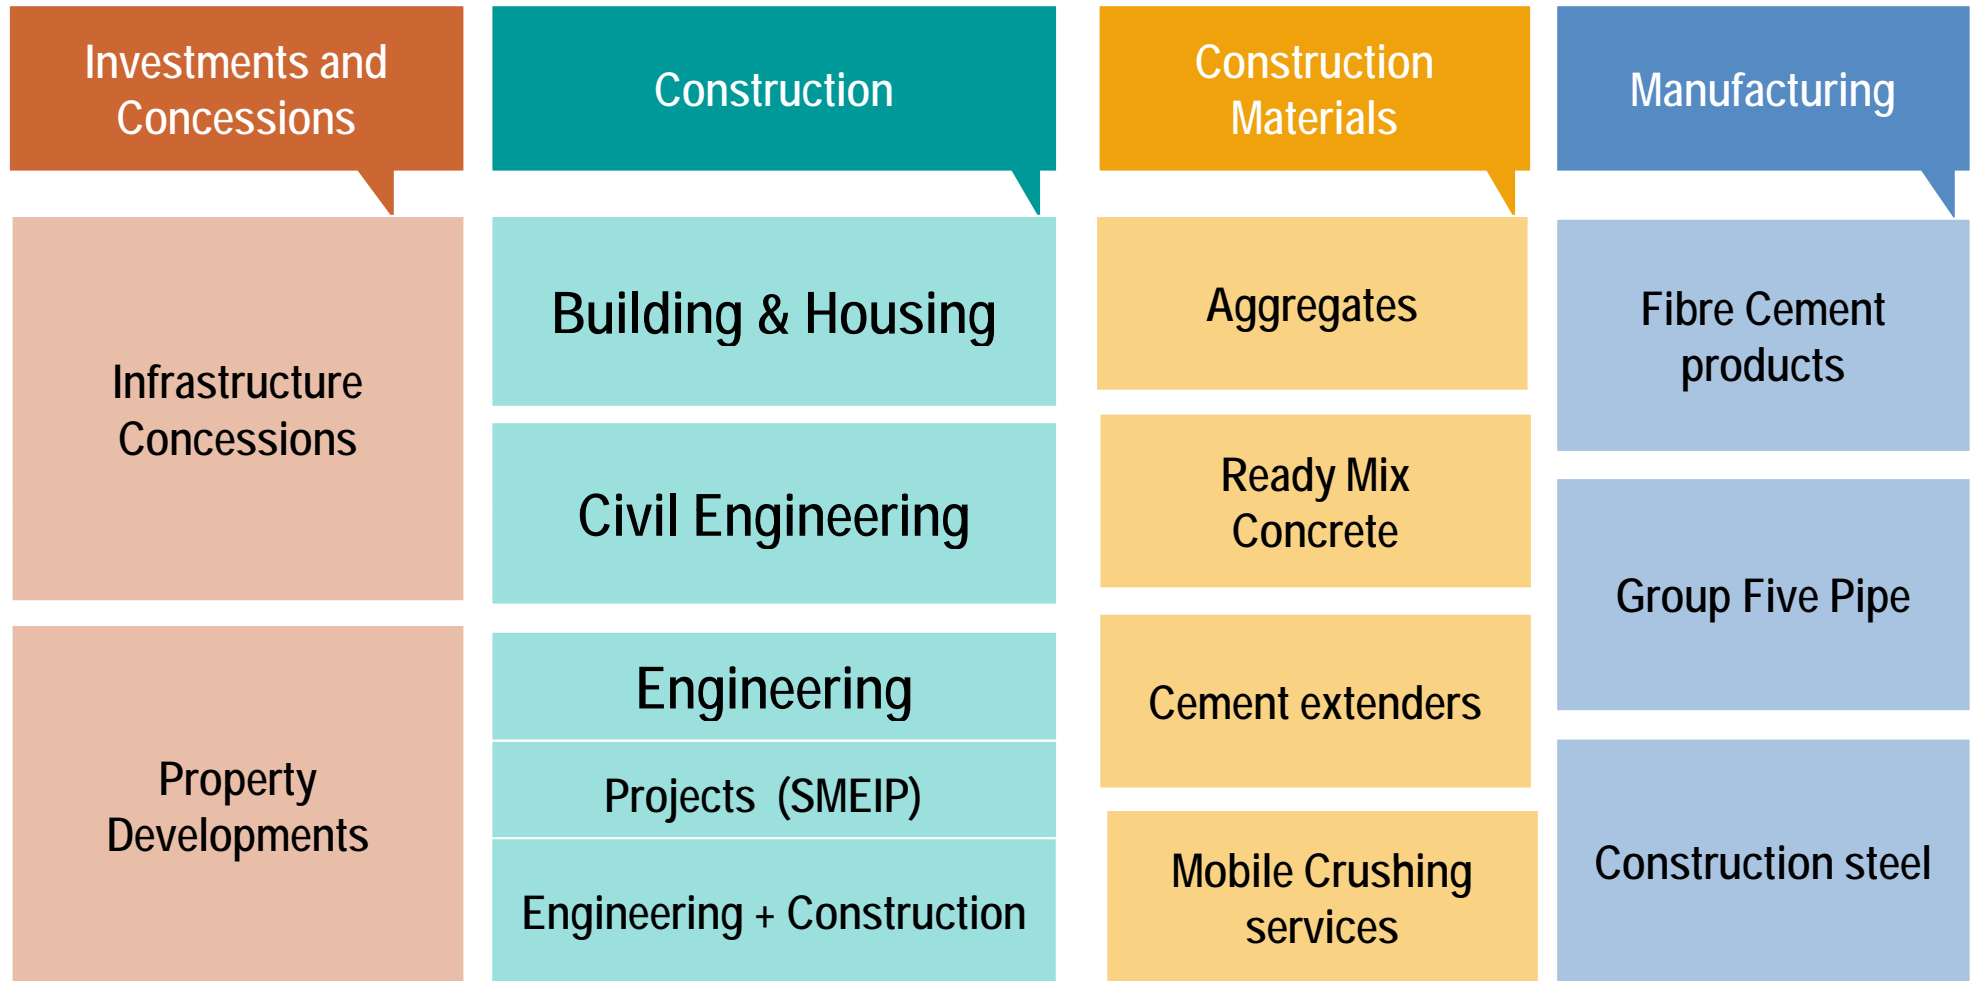 Investments and
Concessions
Construction
Construction
Materials
Manufacturing
Infrastructure
Concessions
Property
Developments
Building & Housing
Civil Engineering
Engineering
Projects (SMEIP)
Engineering + Construction
Aggregates
Ready Mix
Concrete
Cement extenders
Mobile Crushing
services
Fibre Cement
products
Group Five Pipe
Construction steel